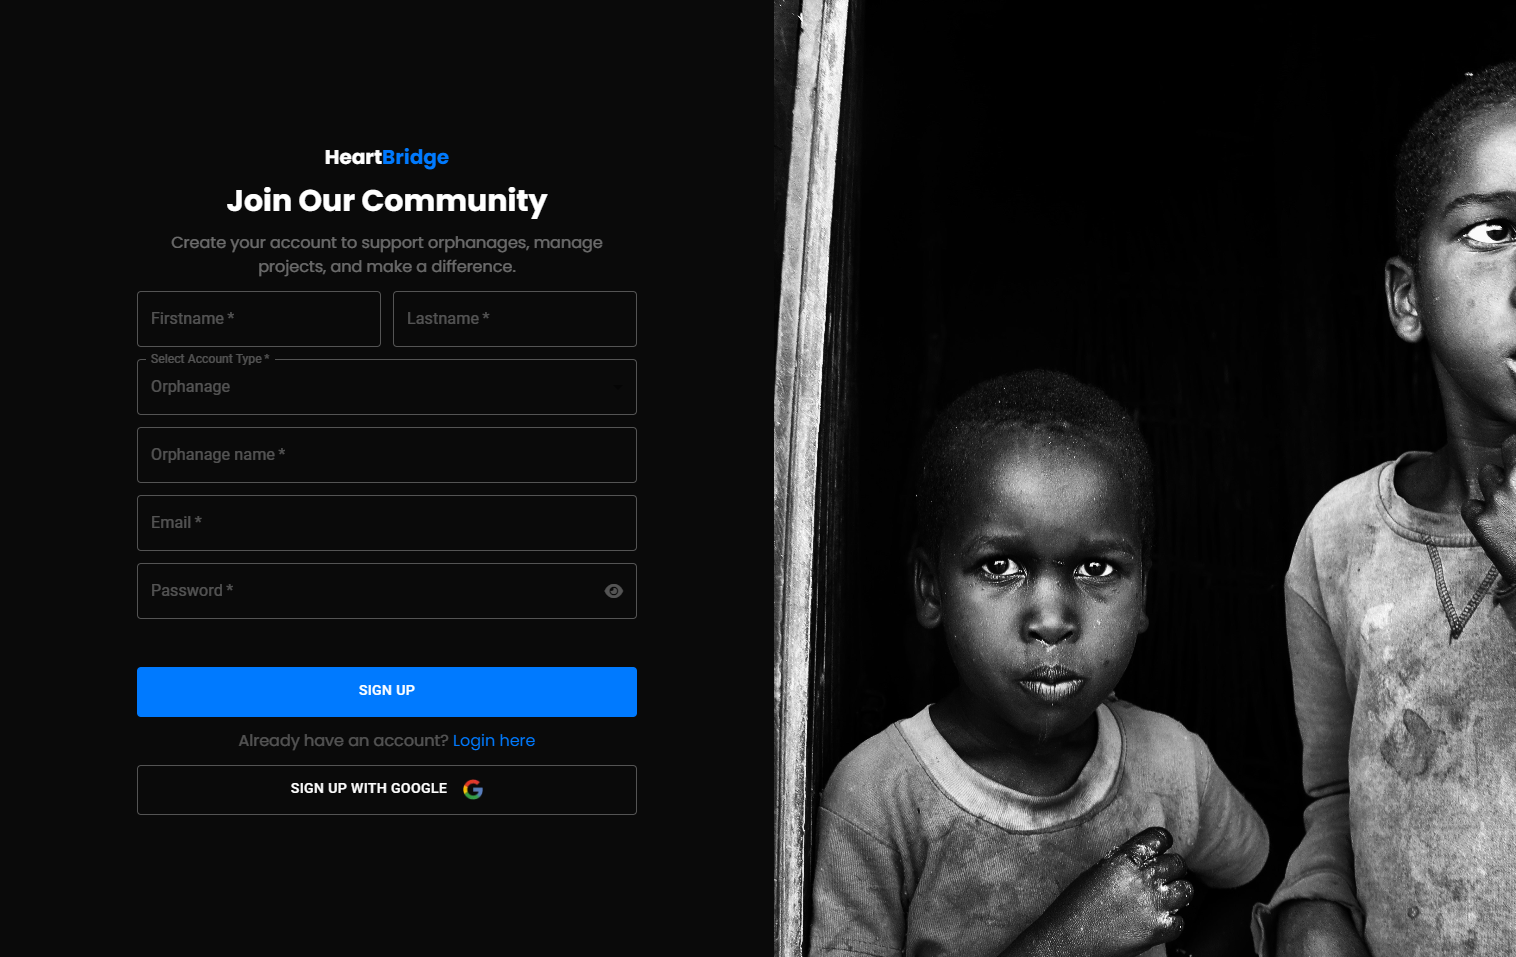 HeartBridge
Join Our Community
Create your account to support orphanages, manage
projects, and make a difference.
Firstname *
Lastname *
Select Account Type *
Orphanage
Orphanage name *
Email *
Password *
SIGN UP
Already have an account? Login here
SIGN UP WITH GOOGLE